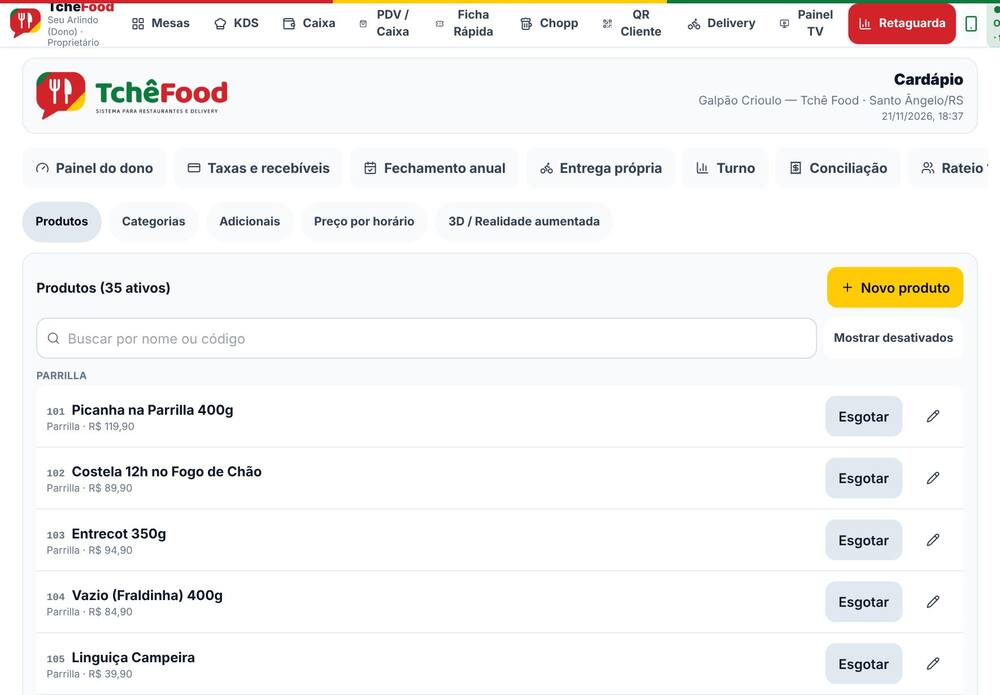 TchêFood
Seu Arlindo
(Dono) ·
Proprietário
Mesas
KDS
Caixa
PDV /
Caixa
Ficha
Rápida
Chopp
QR
Cliente
Delivery
Painel
TV
Retaguarda
TchêFood
SISTEMA PARA RESTAURANTES E DELIVERY
Cardápio
Galpão Crioulo — Tchê Food · Santo Ângelo/RS
21/11/2026, 18:37
Painel do dono
Taxas e recebíveis
Fechamento anual
Entrega própria
Turno
Conciliação
Rateio
Produtos
Categorias
Adicionais
Preço por horário
3D / Realidade aumentada
Produtos (35 ativos)
+ Novo produto
Buscar por nome ou código
Mostrar desativados
PARRILLA
101 Picanha na Parrilla 400g
Parrilla · R$ 119,90
Esgotar
102 Costela 12h no Fogo de Chão
Parrilla · R$ 89,90
Esgotar
103 Entrecot 350g
Parrilla · R$ 94,90
Esgotar
104 Vazio (Fraldinha) 400g
Parrilla · R$ 84,90
Esgotar
105 Linguiça Campeira
Parrilla · R$ 39,90
Esgotar